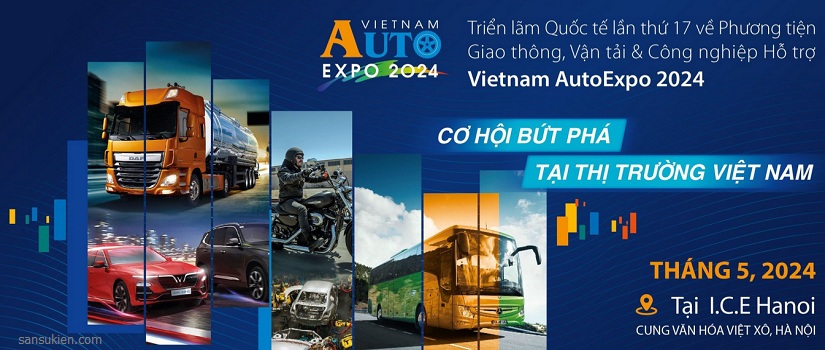 VIETNAM
AUTO
EXPO 2024
Triển lãm Quốc tế lần thứ 17 về Phương tiện
Giao thông, Vận tải & Công nghiệp Hỗ trợ
Vietnam AutoExpo 2024
CƠ HỘI BỨT PHÁ
TẠI THỊ TRƯỜNG VIỆT NAM
THÁNG 5, 2024
Tại I.C.E Hanoi
CUNG VĂN HÓA VIỆT XÔ, HÀ NỘI
sansukien.com